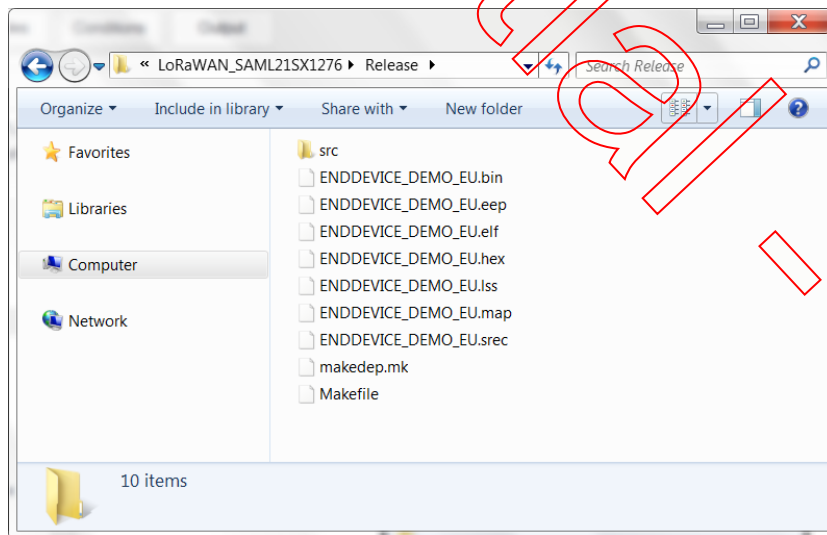 « LoRaWAN_SAML21SX1276 ▸ Release ▸
Search Release
Organize ▾ Include in library ▾ Share with ▾ New folder
Favorites
Libraries
Computer
Network
src
ENDDEVICE_DEMO_EU.bin
ENDDEVICE_DEMO_EU.eep
ENDDEVICE_DEMO_EU.elf
ENDDEVICE_DEMO_EU.hex
ENDDEVICE_DEMO_EU.lss
ENDDEVICE_DEMO_EU.map
ENDDEVICE_DEMO_EU.srec
makedep.mk
Makefile
10 items